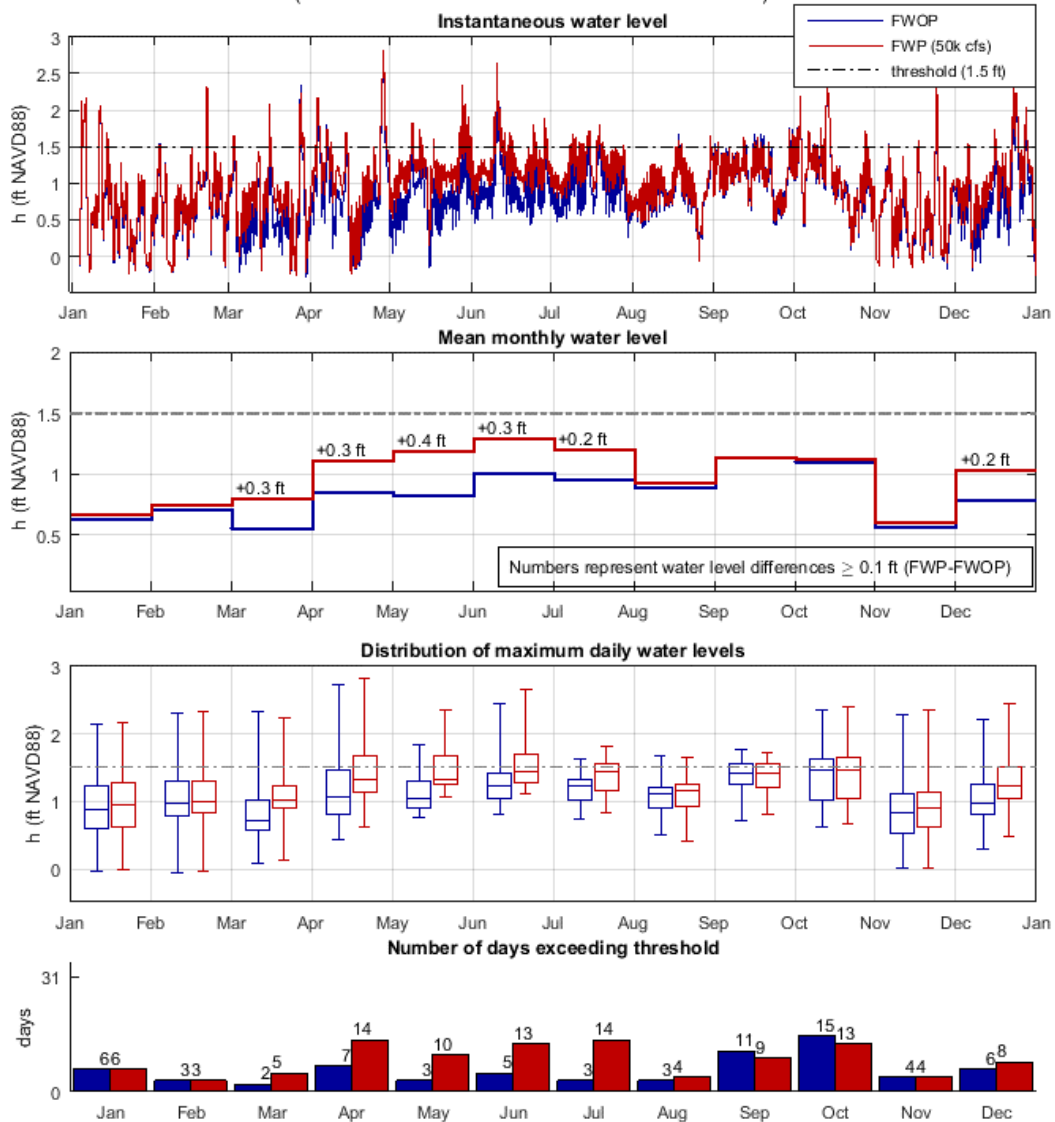 Instantaneous water level
FWOP
FWP (50k cfs)
threshold (1.5 ft)
h (ft NAVD88)
3
2.5
2
1.5
1
0.5
0
Jan Feb Mar Apr May Jun Jul Aug Sep Oct Nov Dec Jan
Mean monthly water level
h (ft NAVD88)
2
1.5
1
0.5
+0.3 ft
+0.3 ft
+0.4 ft
+0.3 ft
+0.2 ft
+0.2 ft
Numbers represent water level differences ≥ 0.1 ft (FWP-FWOP)
Jan Feb Mar Apr May Jun Jul Aug Sep Oct Nov Dec
Distribution of maximum daily water levels
h (ft NAVD88)
3
2
1
0
Jan Feb Mar Apr May Jun Jul Aug Sep Oct Nov Dec Jan
Number of days exceeding threshold
days
31
0
6 6 3 3 2 5 7 14 3 10 5 13 3 14 3 4 11 9 15 13 4 4 6 8
Jan Feb Mar Apr May Jun Jul Aug Sep Oct Nov Dec